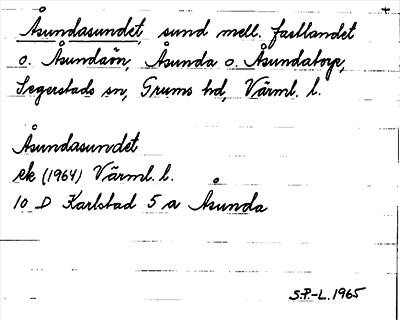 Åsundasundet, sund mell. fastlandet
o. Åsundaön, Åsunda o. Åsundatorp,
Segerstads sn, Grums hd, Värml. l.
Åsundasundet
ek (1964) Värml. l.
10 D Karlstad 5 a Åsunda
S.P.-L. 1965